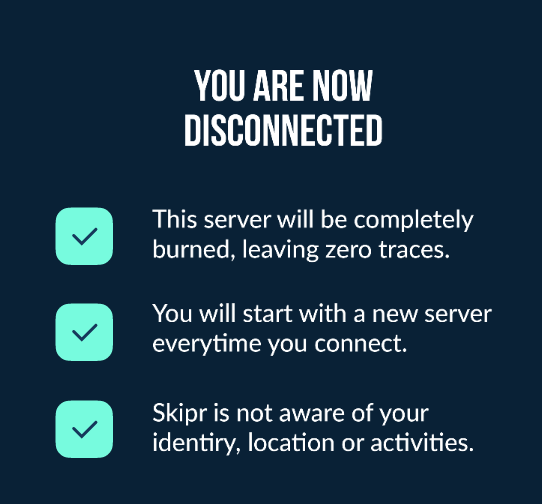 YOU ARE NOW
DISCONNECTED
This server will be completely
burned, leaving zero traces.
You will start with a new server
everytime you connect.
Skipr is not aware of your
identiry, location or activities.